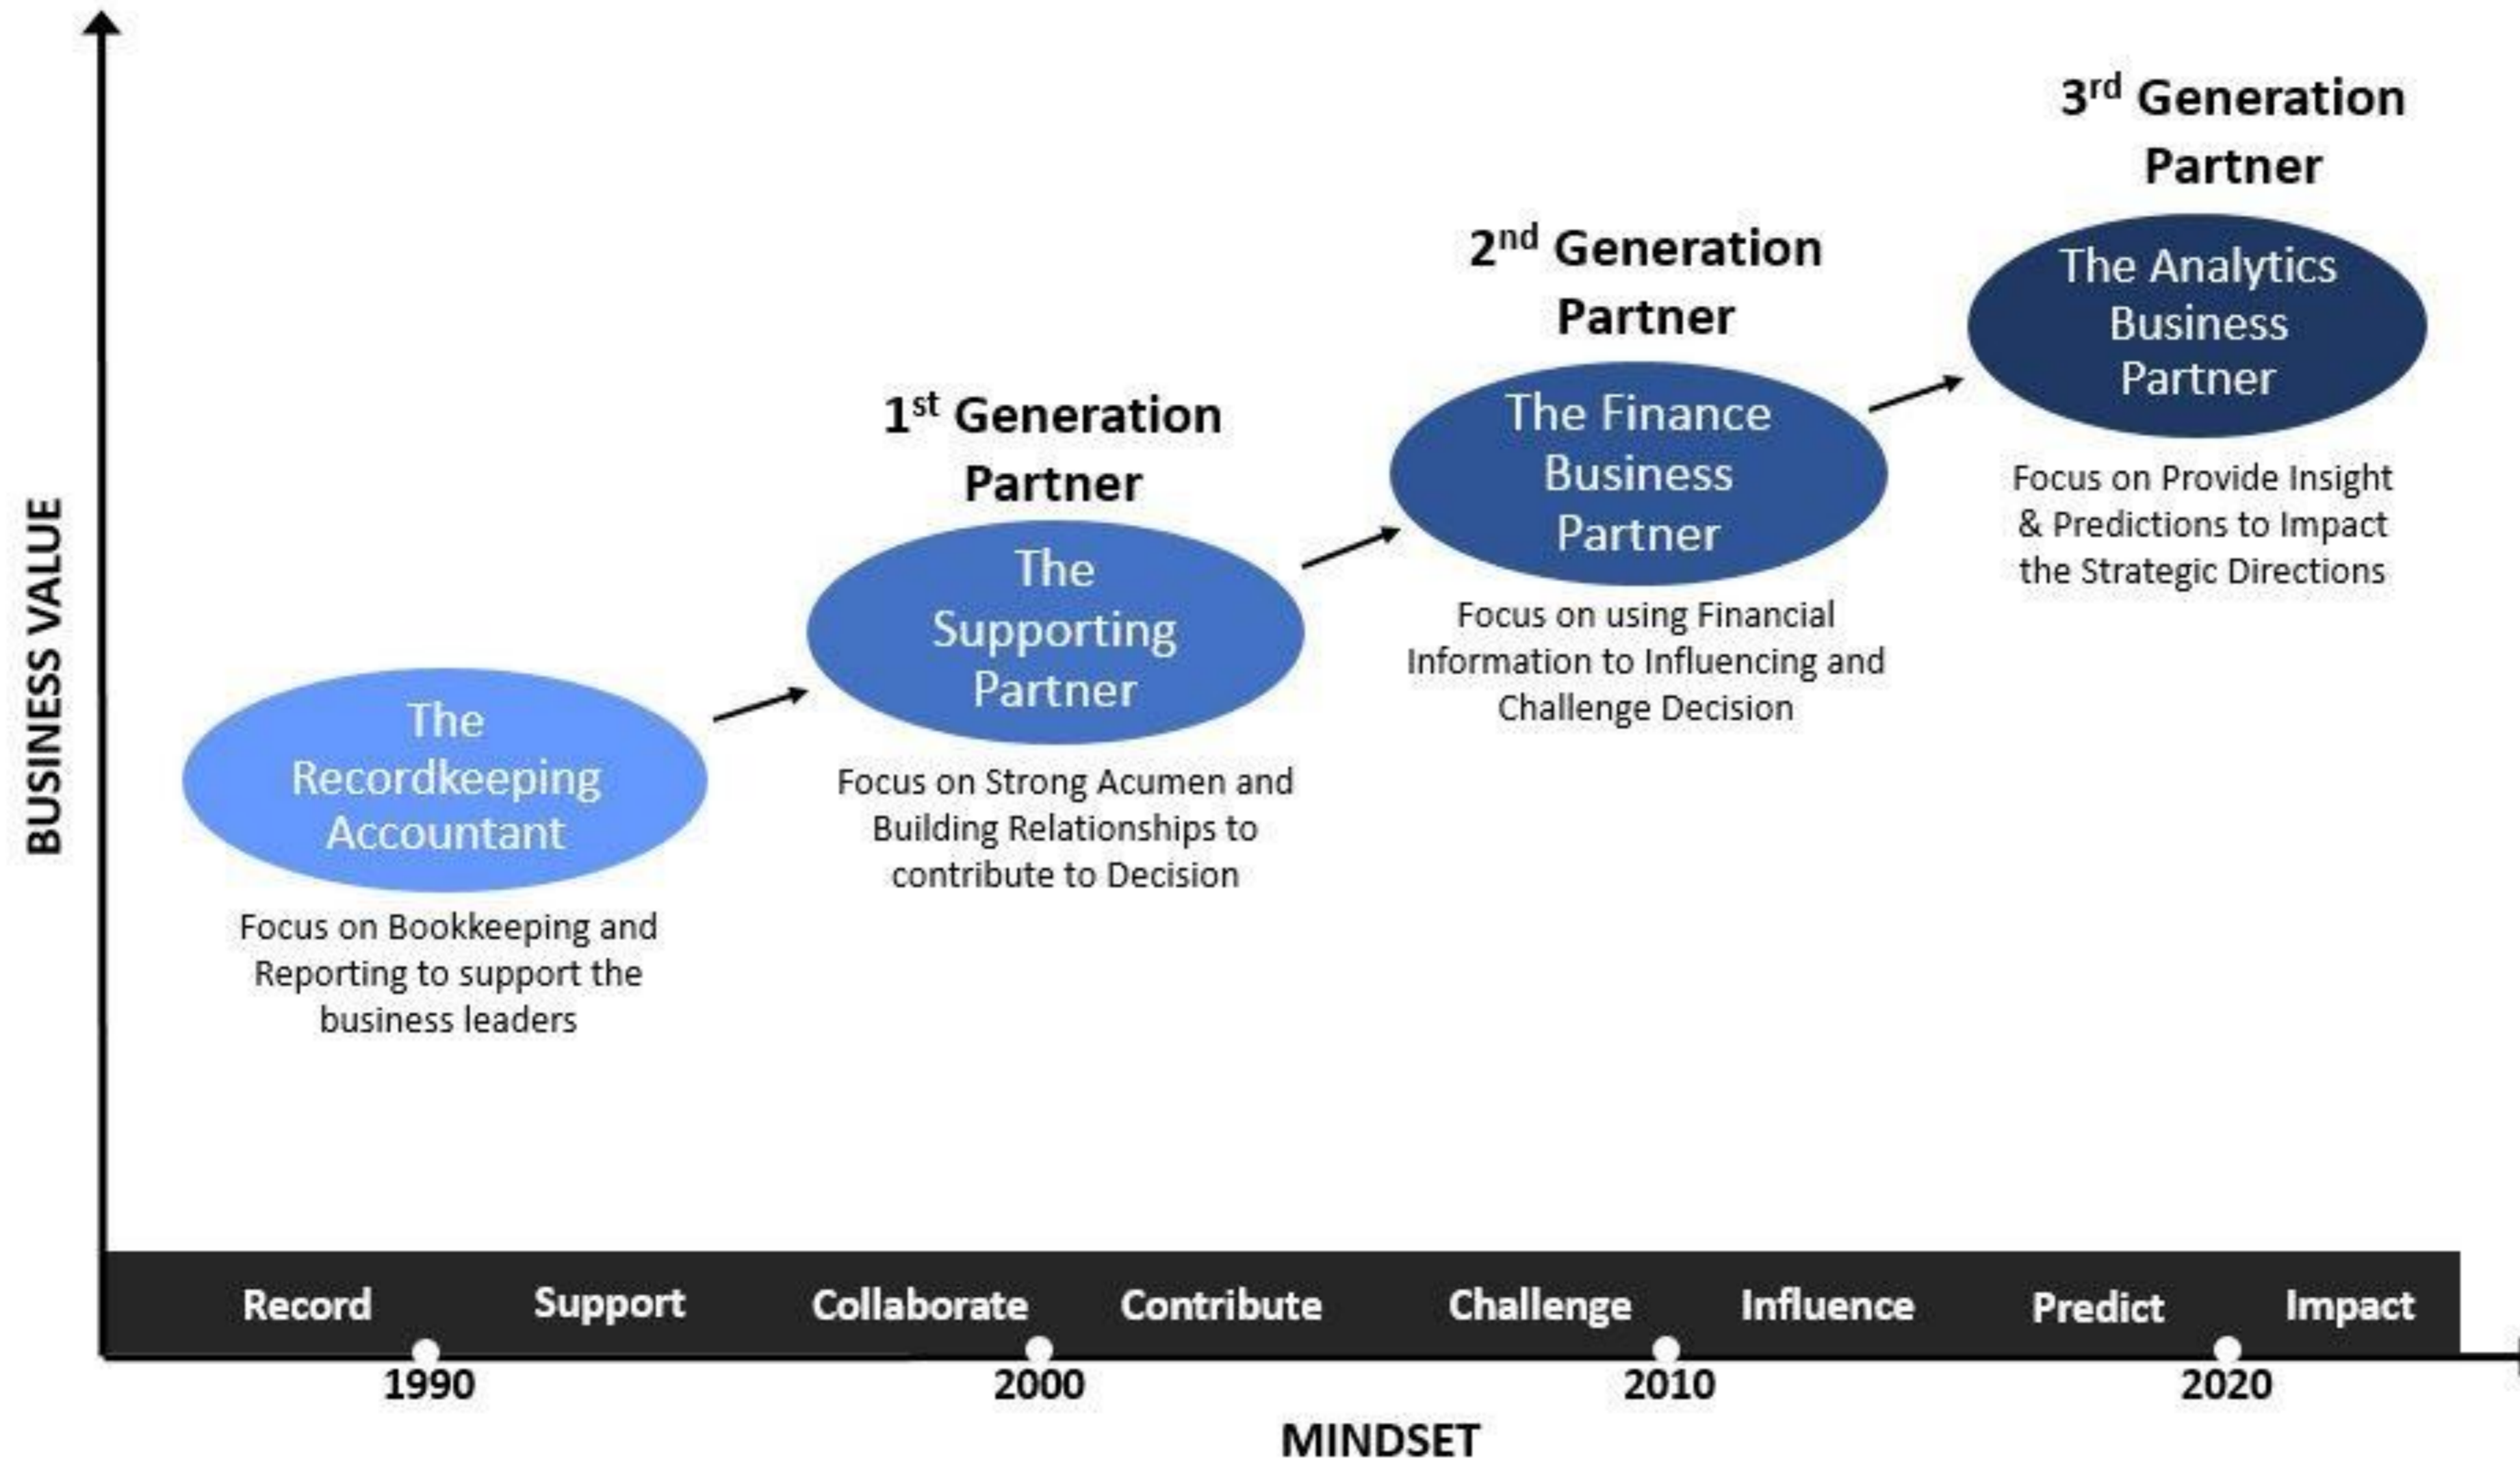 BUSINESS VALUE
The
Recordkeeping
Accountant
Focus on Bookkeeping and
Reporting to support the
business leaders
1st Generation
Partner
The
Supporting
Partner
Focus on Strong Acumen and
Building Relationships to
contribute to Decision
2nd Generation
Partner
The Finance
Business
Partner
Focus on using Financial
Information to Influencing and
Challenge Decision
3rd Generation
Partner
The Analytics
Business
Partner
Focus on Provide Insight
& Predictions to Impact
the Strategic Directions
Record Support Collaborate Contribute Challenge Influence Predict Impact
1990 2000 2010 2020
MINDSET